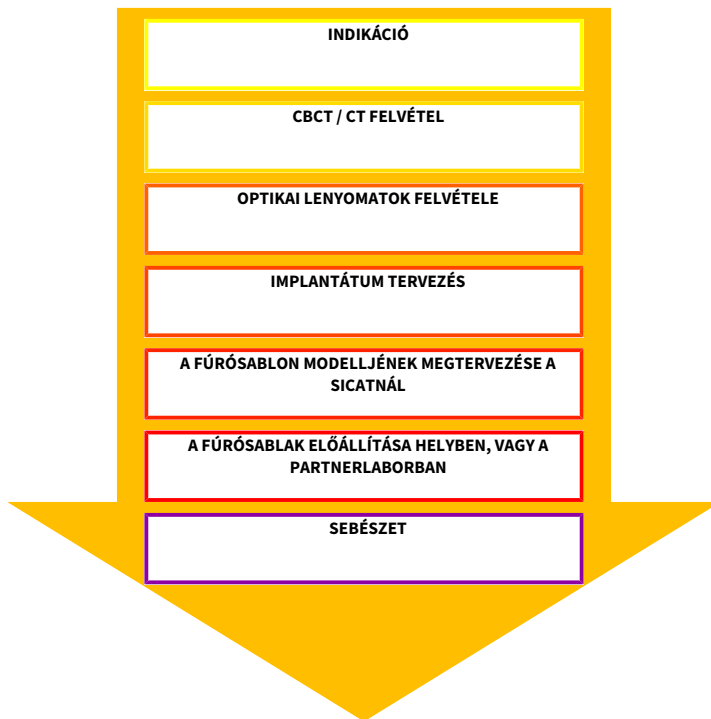 INDIKÁCIÓ
CBCT / CT FELVÉTEL
OPTIKAI LENYOMATOK FELVÉTELE
IMPLANTÁTUM TERVEZÉS
A FÚRÓSABLON MODELLJÉNEK MEGTERVEZÉSE A
SICATNÁL
A FÚRÓSABLAK ELŐÁLLÍTÁSA HELYBEN, VAGY A
PARTNERLABORBAN
SEBÉSZET